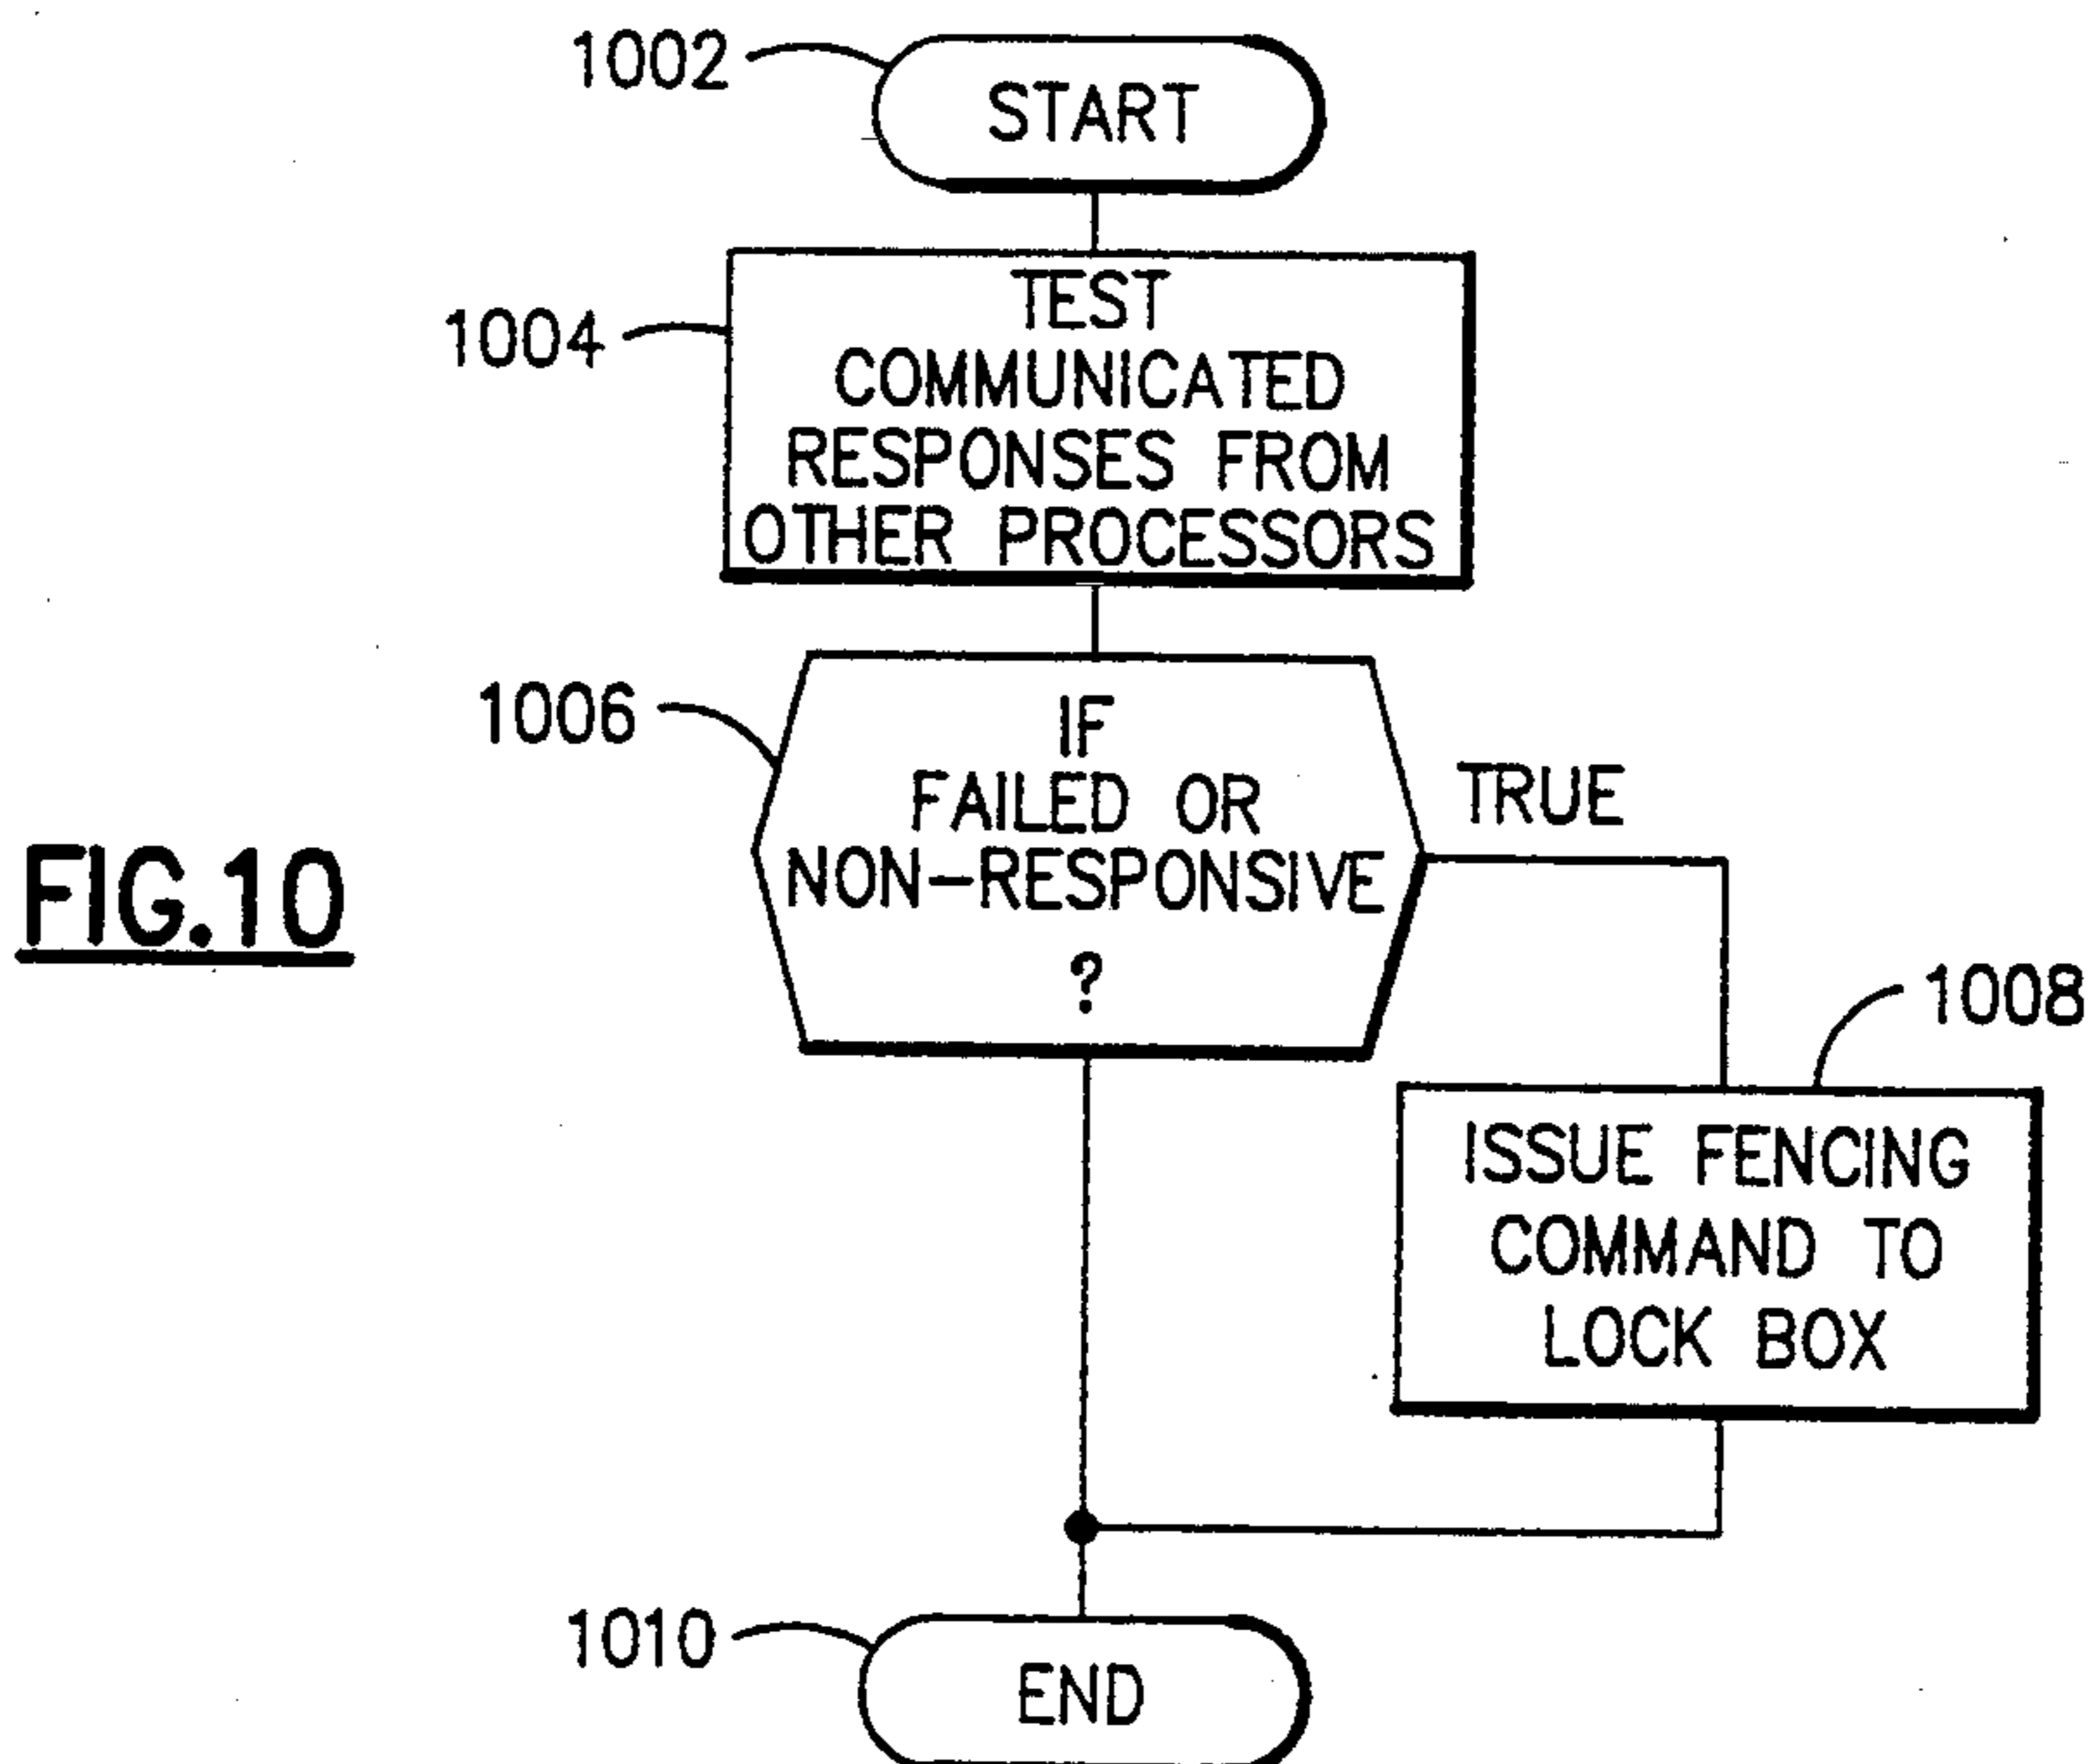 1002
START
1004
TEST
COMMUNICATED
RESPONSES FROM
OTHER PROCESSORS
1006
IF
FAILED OR
NON-RESPONSIVE
?
TRUE
FIG.10
1008
ISSUE FENCING
COMMAND TO
LOCK BOX
1010
END